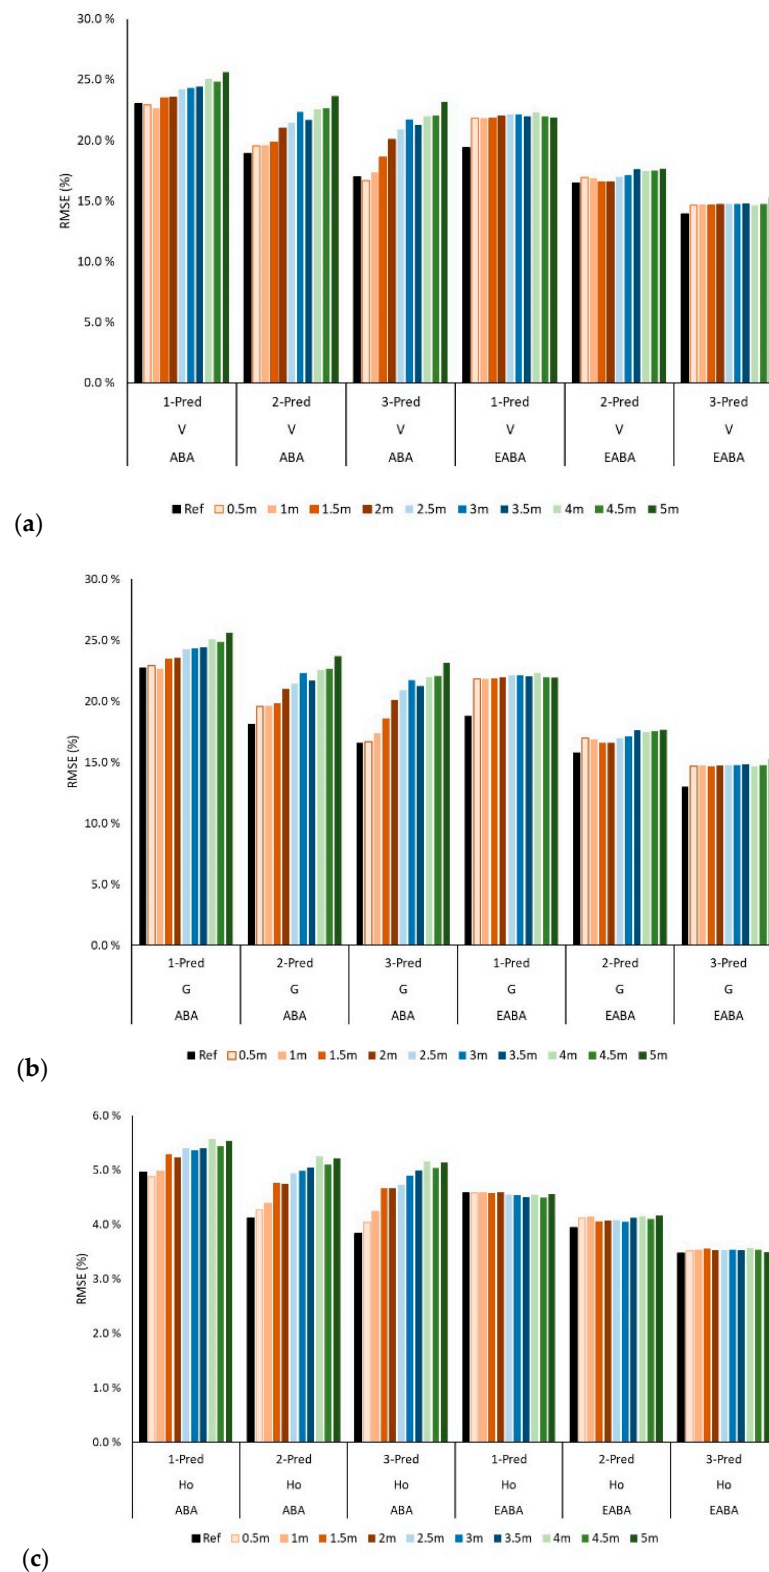 30.0 %
25.0 %
20.0 %
15.0 %
10.0 %
5.0 %
0.0 %
RMSE (%)
1-Pred 2-Pred 3-Pred 1-Pred 2-Pred 3-Pred
V V V V V V
ABA ABA ABA EABA EABA EABA
Ref 0.5m 1m 1.5m 2m 2.5m 3m 3.5m 4m 4.5m 5m
(a)
30.0 %
25.0 %
20.0 %
15.0 %
10.0 %
5.0 %
0.0 %
RMSE (%)
1-Pred 2-Pred 3-Pred 1-Pred 2-Pred 3-Pred
G G G G G G
ABA ABA ABA EABA EABA EABA
Ref 0.5m 1m 1.5m 2m 2.5m 3m 3.5m 4m 4.5m 5m
(b)
6.0 %
5.0 %
4.0 %
3.0 %
2.0 %
1.0 %
0.0 %
RMSE (%)
1-Pred 2-Pred 3-Pred 1-Pred 2-Pred 3-Pred
Ho Ho Ho Ho Ho Ho
ABA ABA ABA EABA EABA EABA
Ref 0.5m 1m 1.5m 2m 2.5m 3m 3.5m 4m 4.5m 5m
(c)